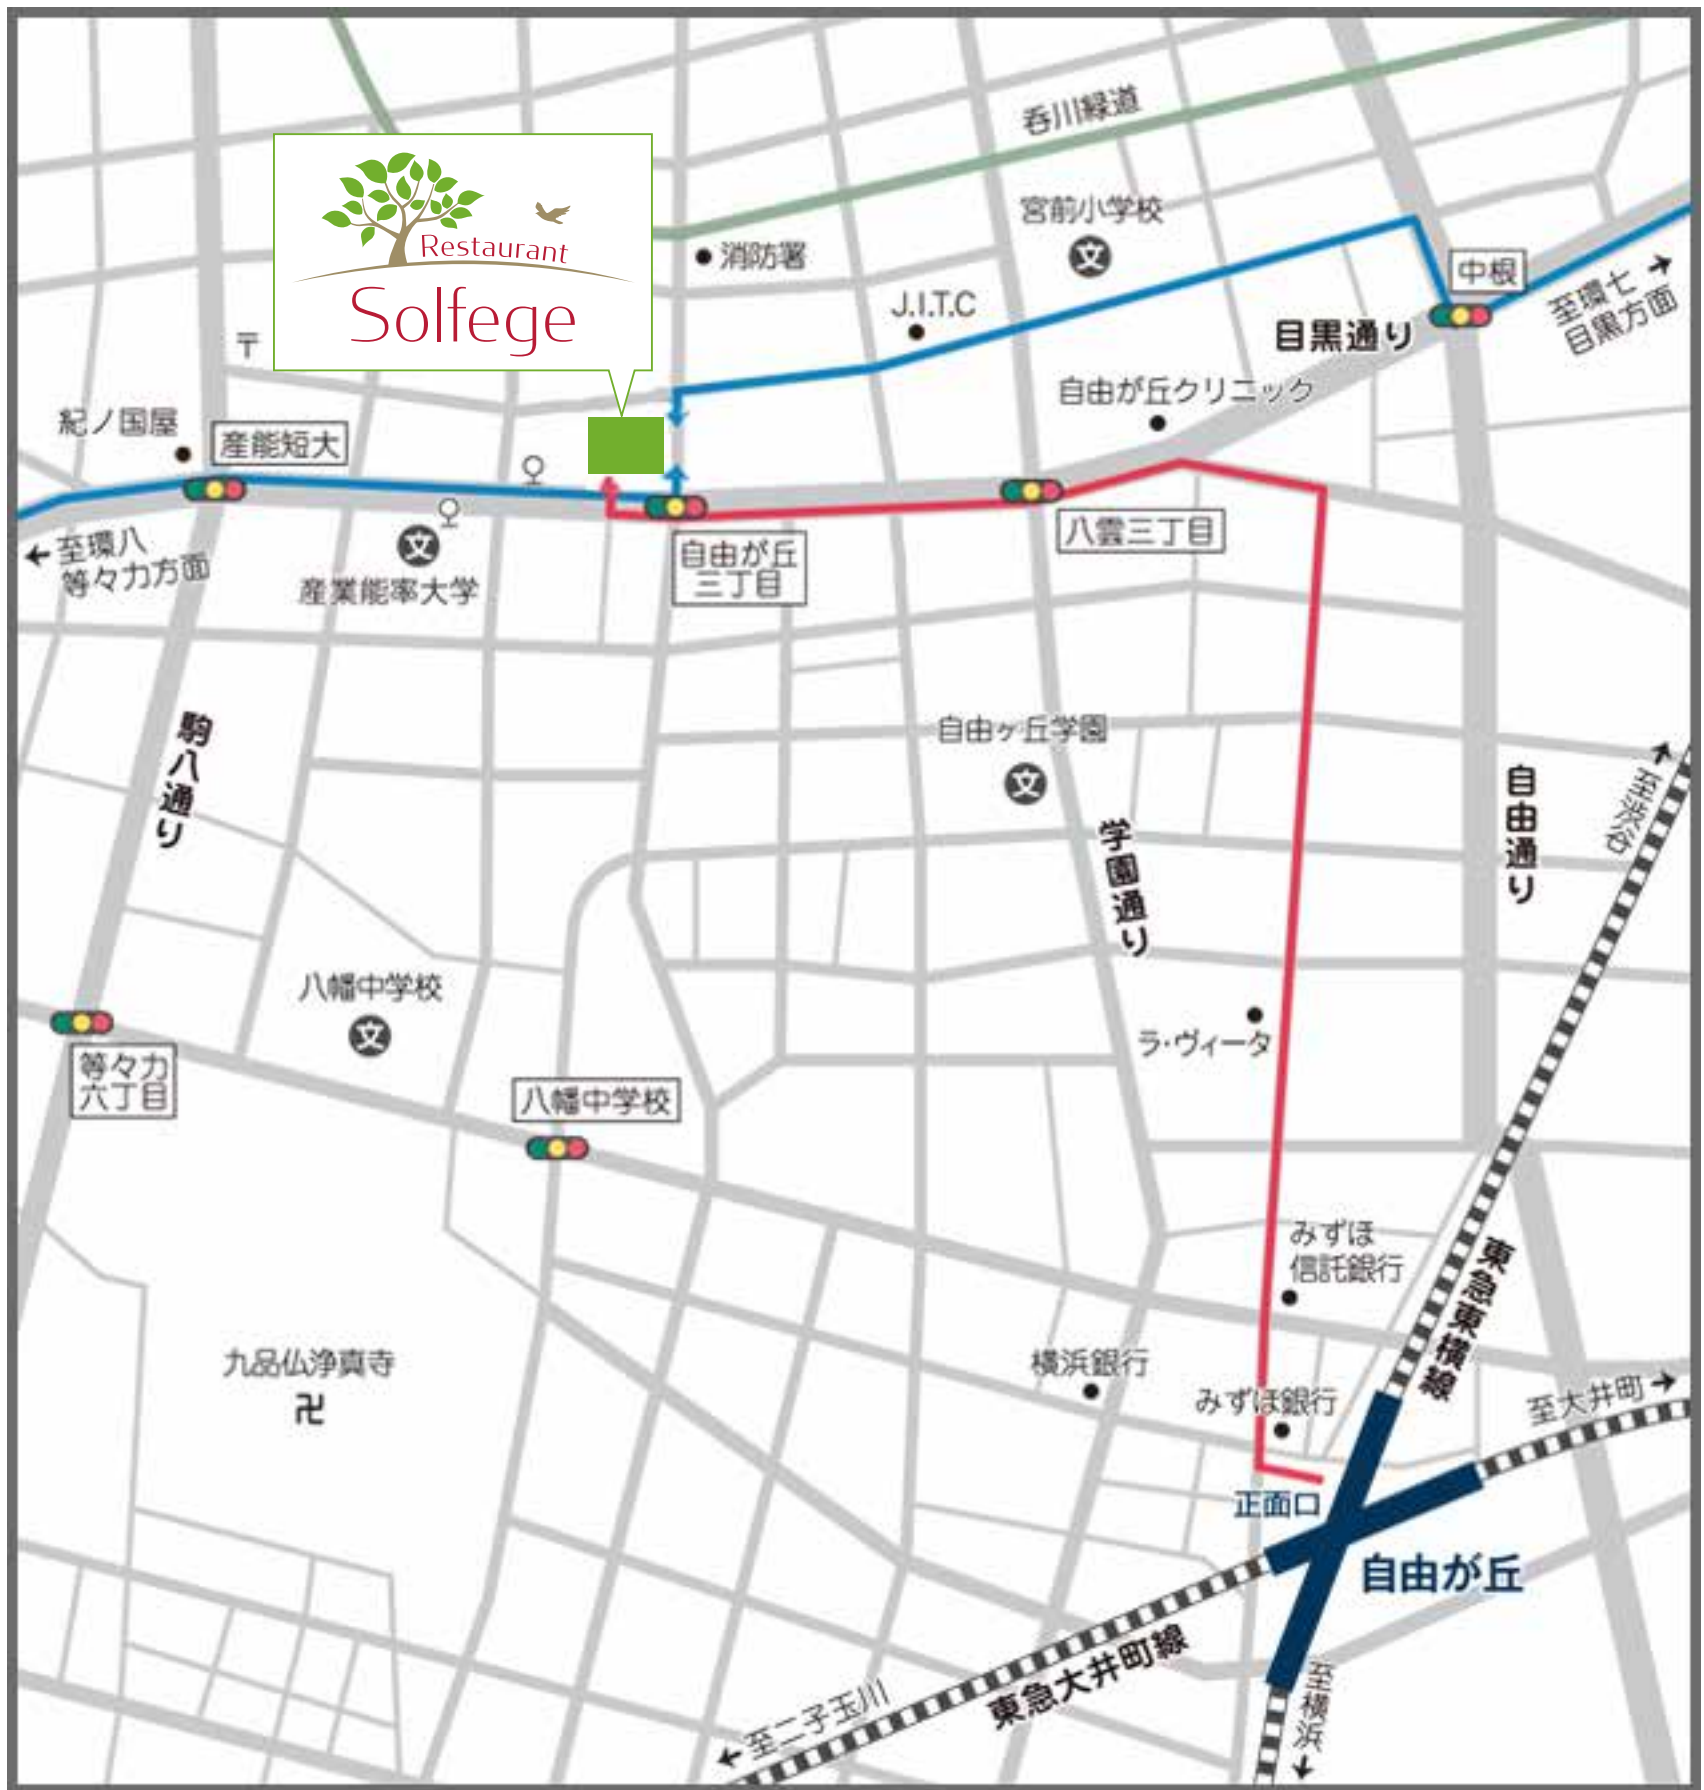 呑川緑道
宮前小学校
文
Restaurant
Solfege
消防署
中根
至環七
目黒方面
J.I.T.C
目黒通り
〒
自由が丘クリニック
紀ノ国屋
産能短大
八雲三丁目
至環八
等々力方面
文
産業能率大学
自由が丘
三丁目
駒八通り
自由ヶ丘学園
文
学園通り
自由通り
至渋谷
八幡中学校
文
ラ・ヴィータ
等々力
六丁目
八幡中学校
みずほ
信託銀行
東急東横線
九品仏浄真寺
卍
横浜銀行
みずほ銀行
至大井町
正面口
自由が丘
東急大井町線
至二子玉川
至横浜